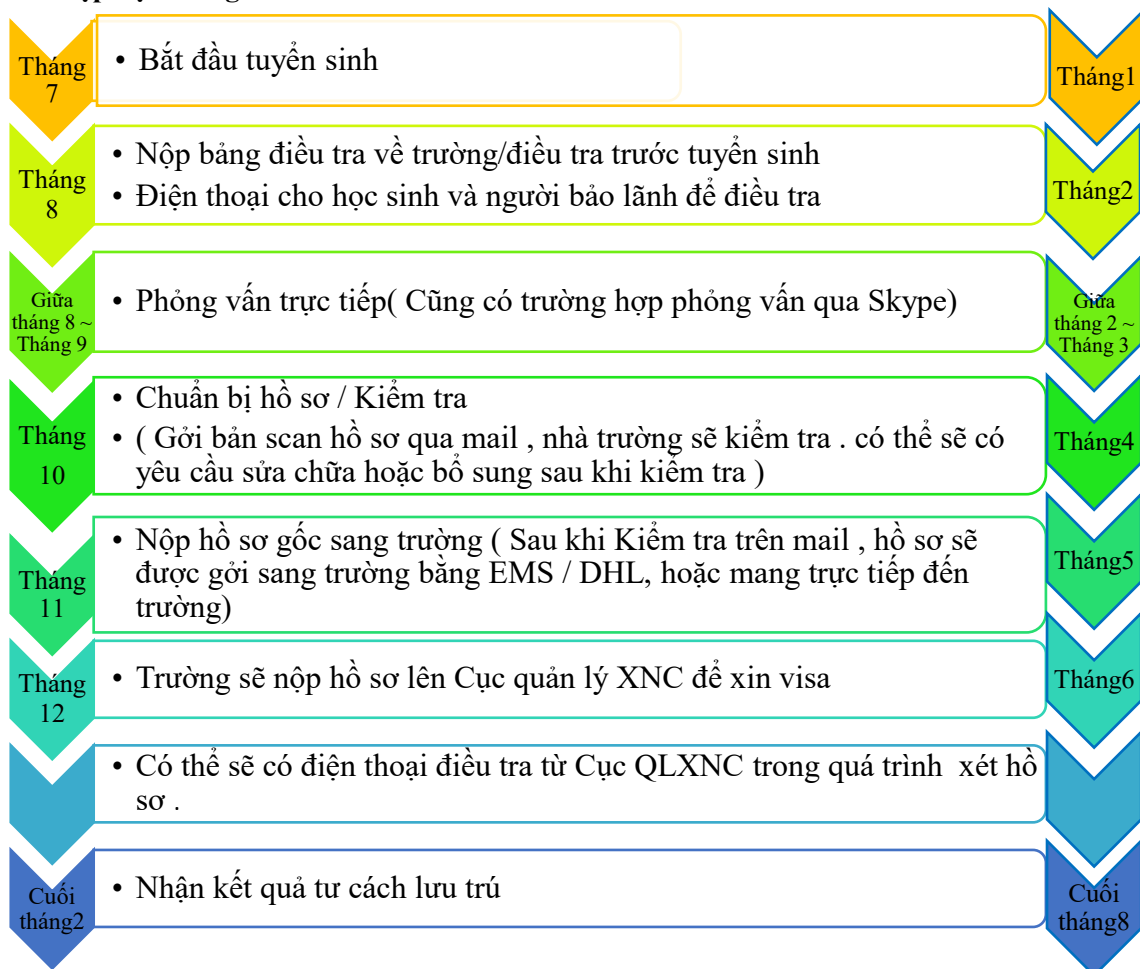 Tháng
7
• Bắt đầu tuyển sinh
Tháng1
Tháng
8
• Nộp bảng điều tra về trường/điều tra trước tuyển sinh
• Điện thoại cho học sinh và người bảo lãnh để điều tra
Tháng2
Giữa
tháng 8 ~
Tháng 9
• Phỏng vấn trực tiếp( Cũng có trường hợp phỏng vấn qua Skype)
Giữa
tháng 2 ~
Tháng 3
Tháng
10
• Chuẩn bị hồ sơ / Kiểm tra
• ( Gởi bản scan hồ sơ qua mail , nhà trường sẽ kiểm tra . có thể sẽ có
yêu cầu sửa chữa hoặc bổ sung sau khi kiểm tra )
Tháng4
Tháng
11
• Nộp hồ sơ gốc sang trường ( Sau khi Kiểm tra trên mail , hồ sơ sẽ
được gởi sang trường bằng EMS / DHL, hoặc mang trực tiếp đến
trường)
Tháng5
Tháng
12
• Trường sẽ nộp hồ sơ lên Cục quản lý XNC để xin visa
Tháng6
• Có thể sẽ có điện thoại điều tra từ Cục QLXNC trong quá trình xét hồ
sơ .
Cuối
tháng2
• Nhận kết quả tư cách lưu trú
Cuối
tháng8